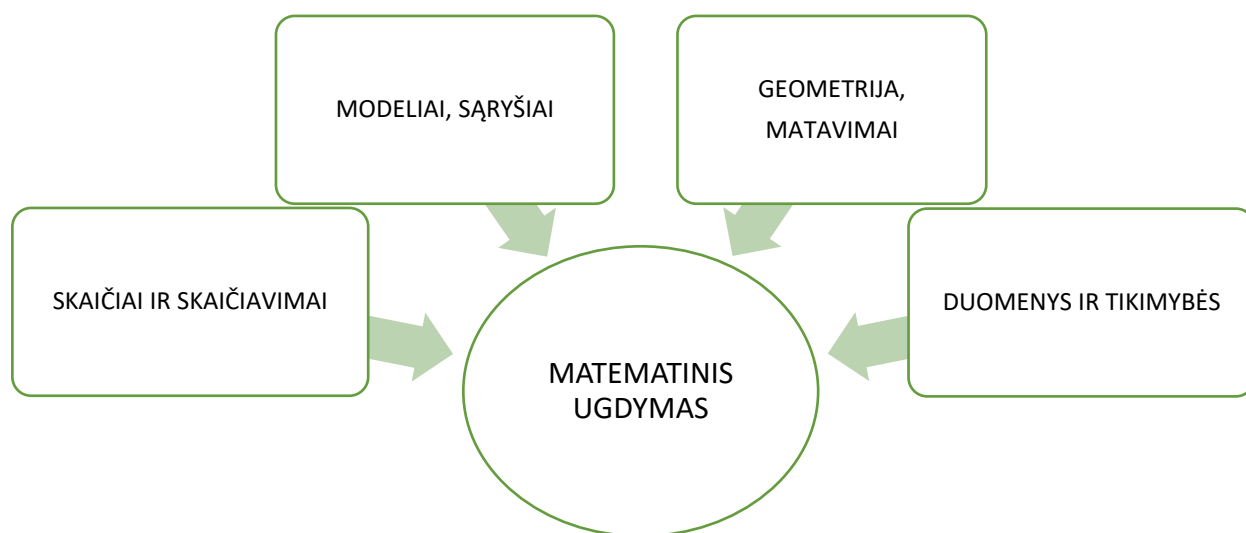 MODELIAI, SĄRYŠIAI
GEOMETRIJA,
MATAVIMAI
SKAIČIAI IR SKAIČIAVIMAI
DUOMENYS IR TIKIMYBĖS
MATEMATINIS
UGDYMAS